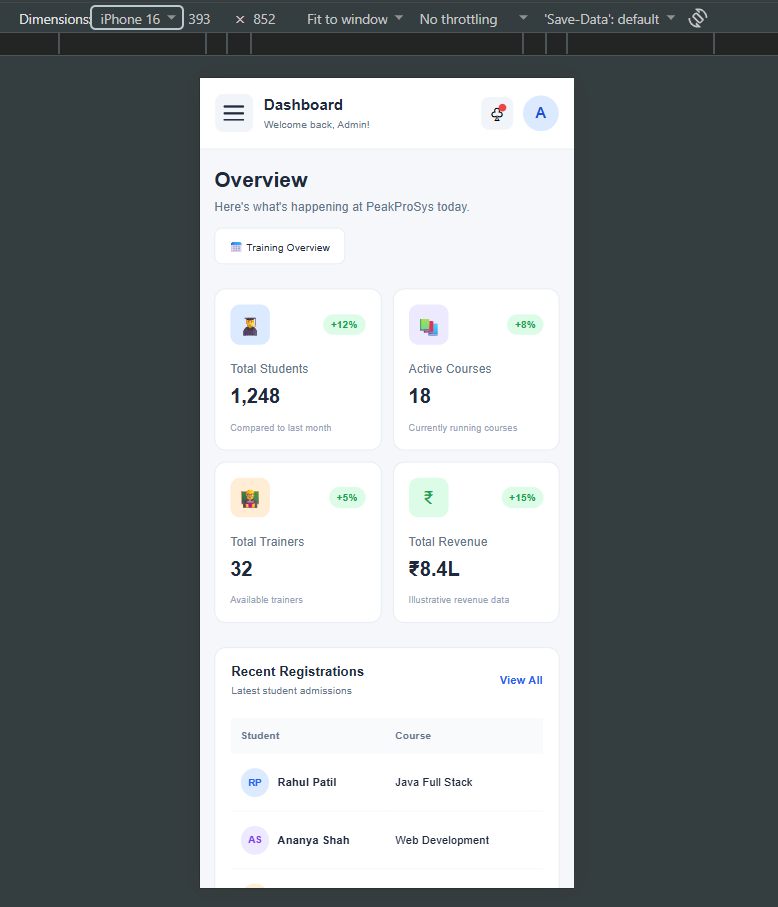 Dimensions: iPhone 16 393 × 852 Fit to window No throttling 'Save-Data': default
Dashboard
Welcome back, Admin!
A
Overview
Here's what's happening at PeakProSys today.
Training Overview
+12%
Total Students
1,248
Compared to last month
+8%
Active Courses
18
Currently running courses
+5%
Total Trainers
32
Available trainers
₹
+15%
Total Revenue
₹8.4L
Illustrative revenue data
Recent Registrations
Latest student admissions
View All
Student Course
RP Rahul Patil Java Full Stack
AS Ananya Shah Web Development